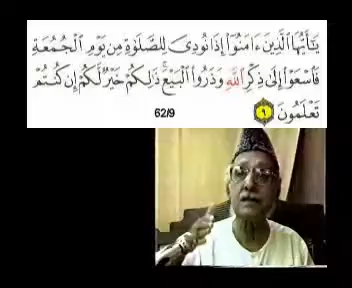 يَـٰٓأَيُّهَا ٱلَّذِينَ ءَامَنُوٓا۟ إِذَا نُودِىَ لِلصَّلَوٰةِ مِن يَوْمِ ٱلْجُمُعَةِ
فَٱسْعَوْا۟ إِلَىٰ ذِكْرِ ٱللَّهِ وَذَرُوا۟ ٱلْبَيْعَ ۚ ذَٰلِكُمْ خَيْرٌ لَّكُمْ إِن كُنتُمْ
تَعْلَمُونَ ٩ 62/9